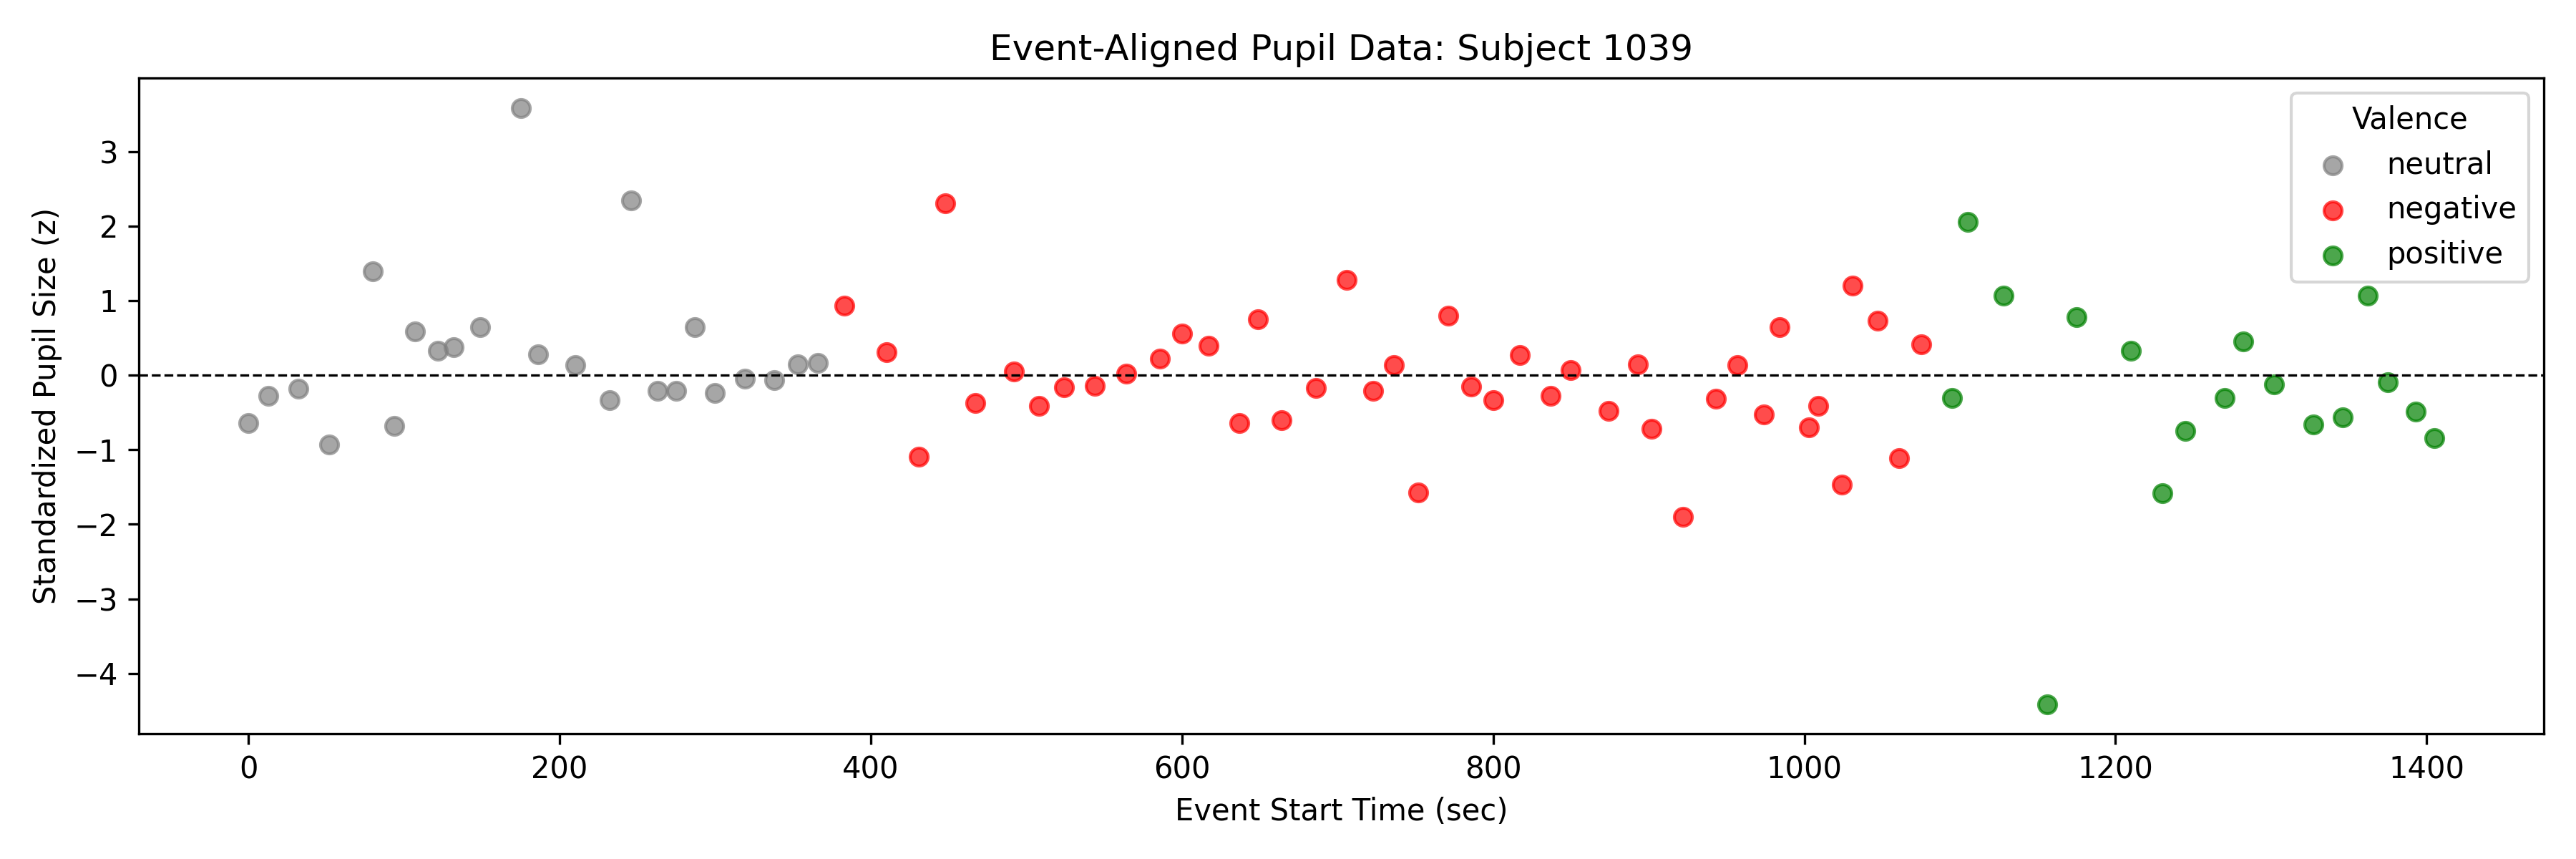 Event-Aligned Pupil Data: Subject 1039
Standardized Pupil Size (z)
3
2
1
0
−1
−2
−3
−4
Valence
neutral
negative
positive
0 200 400 600 800 1000 1200 1400
Event Start Time (sec)